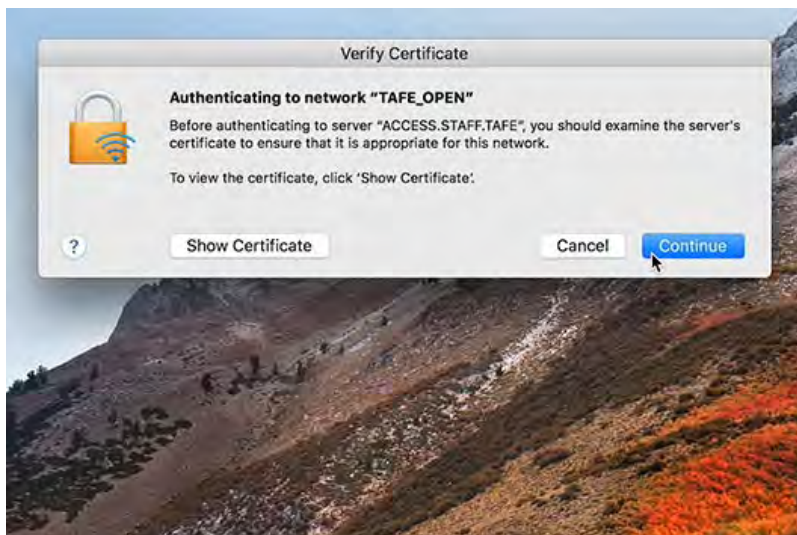 Verify Certificate
Authenticating to network “TAFE_OPEN”
Before authenticating to server “ACCESS.STAFF.TAFE”, you should examine the server’s
certificate to ensure that it is appropriate for this network.
To view the certificate, click ‘Show Certificate’.
?
Show Certificate
Cancel
Continue